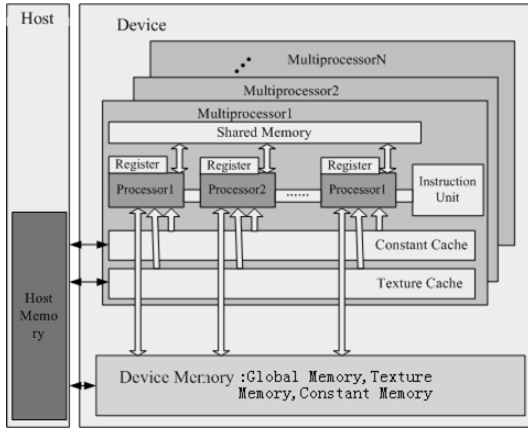 Host
Device
MultiprocessorN
Multiprocessor2
Multiprocessor1
Shared Memory
Register
Register
Register
Processor1
Processor2
......
Processor1
Instruction
Unit
Constant Cache
Texture Cache
Host
Memo
ry
Device Memory :Global Memory,Texture
Memory,Constant Memory